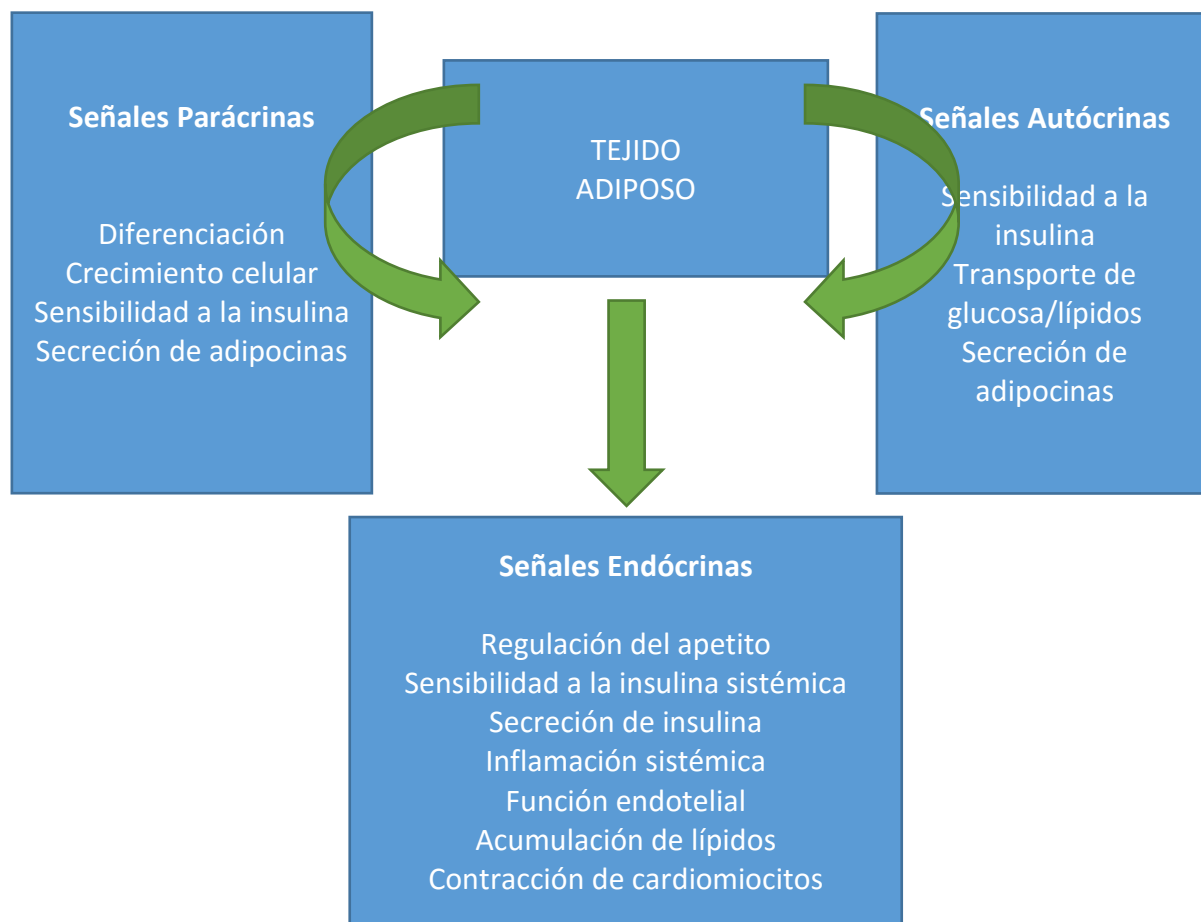 Señales Parácrinas
Diferenciación
Crecimiento celular
Sensibilidad a la insulina
Secreción de adipocinas
TEJIDO
ADIPOSO
Señales Autócrinas
Sensibilidad a la
insulina
Transporte de
glucosa/lípidos
Secreción de
adipocinas
Señales Endócrinas
Regulación del apetito
Sensibilidad a la insulina sistémica
Secreción de insulina
Inflamación sistémica
Función endotelial
Acumulación de lípidos
Contracción de cardiomiocitos